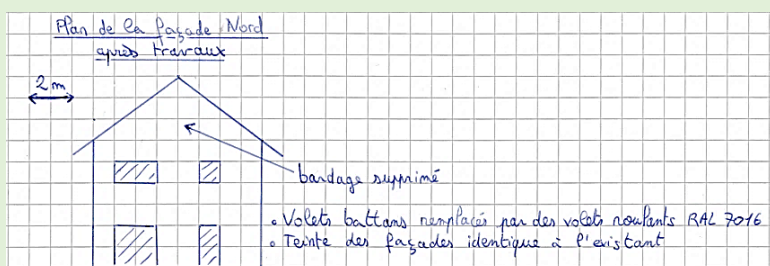 Plan de la façade Nord
après travaux
2 m
bardage supprimé
• Volets battans remplacés par des volets roulants RAL 7016
• Teinte des façades identique à l'existant